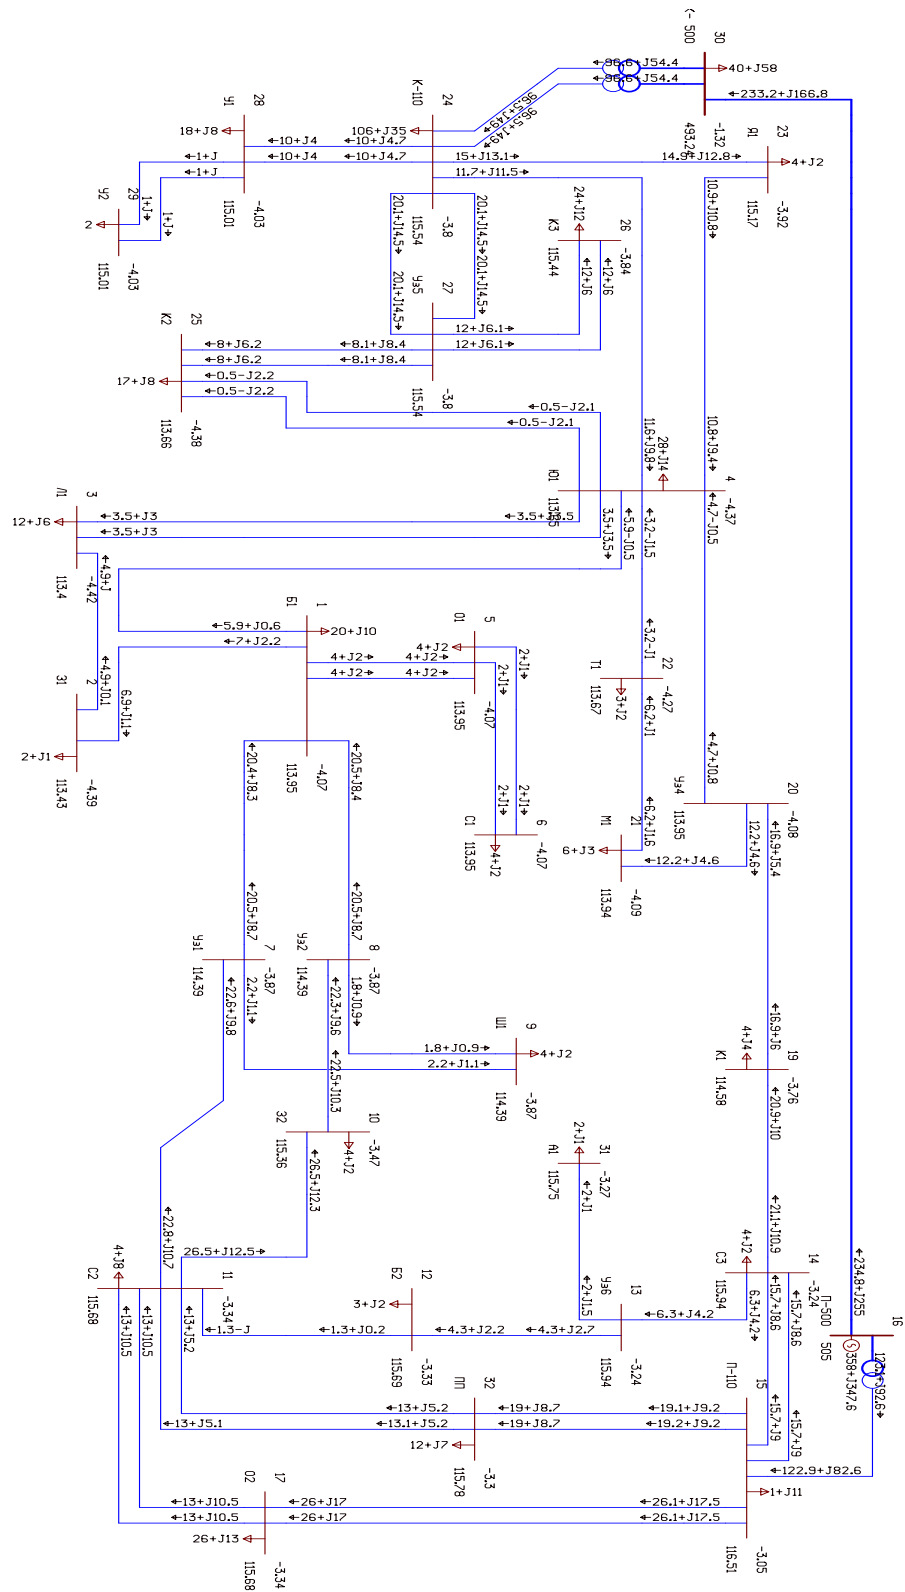 16
П-500
505
358+J347.6
30
<- 500
493.24
-1.32
40+J58
96.6+J54.4
96.6+J54.4
233.2+J166.8
234.8+J255
96.5+J49
96.5+J49
28
У1
18+J8
115.01
-4.03
24
К-110
106+J35
115.54
-3.8
23
Я1
4+J2
115.17
-3.92
10+J4
10+J4.7
10+J4
10+J4.7
15+J13.1
14.9+J12.8
11.7+J11.5
1+J
1+J
1+J
1+J
29
У2
2
115.01
-4.03
20.1+J14.5
20.1+J14.5
20.1+J14.5
20.1+J14.5
24+J12
26
К3
115.44
-3.84
12+J6
12+J6
10.9+J10.8
27
Уз5
115.54
-3.8
12+J6.1
12+J6.1
25
К2
17+J8
113.66
-4.38
8+J6.2
8.1+J8.4
8+J6.2
8.1+J8.4
0.5-J2.2
0.5-J2.2
0.5-J2.1
0.5-J2.1
11.6+J9.8
28+J14
10.8+J9.4
4
Ю1
-4.37
3
Л1
12+J6
113.4
-4.42
3.5+J3
3.5+J3
3.5+J3.5
5.9-J0.5
3.2-J1.5
4.7-J0.5
4.9+J
1
Б1
20+J10
113.95
-4.07
5.9+J0.6
7+J2.2
4+J2
4+J2
4+J2
4+J2
5
О1
4+J2
113.95
-4.07
2+J1
2+J1
3.2-J1
22
Т1
3+J2
113.67
-4.27
6.2+J1
2
Э1
2+J1
113.43
-4.39
4.9+J0.1
6.9+J1.1
20.4+J8.3
20.5+J8.4
2+J1
2+J1
6
С1
4+J2
113.95
-4.07
4.7+J0.8
20
Уз4
113.95
-4.08
21
М1
6+J3
113.94
-4.09
6.2+J1.6
12.2+J4.6
12.2+J4.6
16.9+J5.4
20.5+J8.7
20.5+J8.7
7
Уз1
114.39
-3.87
22.6+J9.8
2.2+J1.1
8
Уз2
114.39
-3.87
22.3+J9.6
1.8+J0.9
9
Ш1
4+J2
114.39
-3.87
1.8+J0.9
2.2+J1.1
22.5+J10.3
16.9+J6
19
К1
4+J4
114.58
-3.76
20.9+J10
10
32
4+J2
115.36
-3.47
26.5+J12.3
2+J1
31
А1
115.75
-3.27
2+J1
2+J1.5
21.1+J10.9
14
С3
4+J2
115.94
-3.24
6.3+J4.2
15.7+J8.6
15.7+J8.6
22.8+J10.7
26.5+J12.5
11
С2
4+J8
115.68
-3.34
13+J10.5
13+J10.5
13+J5.2
1.3-J
12
Б2
3+J2
115.69
-3.33
1.3+J0.2
4.3+J2.2
4.3+J2.7
6.3+J4.2
13
Уз6
115.94
-3.24
122.9+J82.6
15
П-110
1+J11
116.51
-3.05
15.7+J9
15.7+J9
13+J5.1
13+J5.2
13.1+J5.2
32
ПП
12+J7
115.78
-3.3
19+J8.7
19.1+J9.2
19+J8.7
19.2+J9.2
17
О2
26+J13
115.68
-3.34
13+J10.5
13+J10.5
26+J17
26.1+J17.5
26+J17
26.1+J17.5